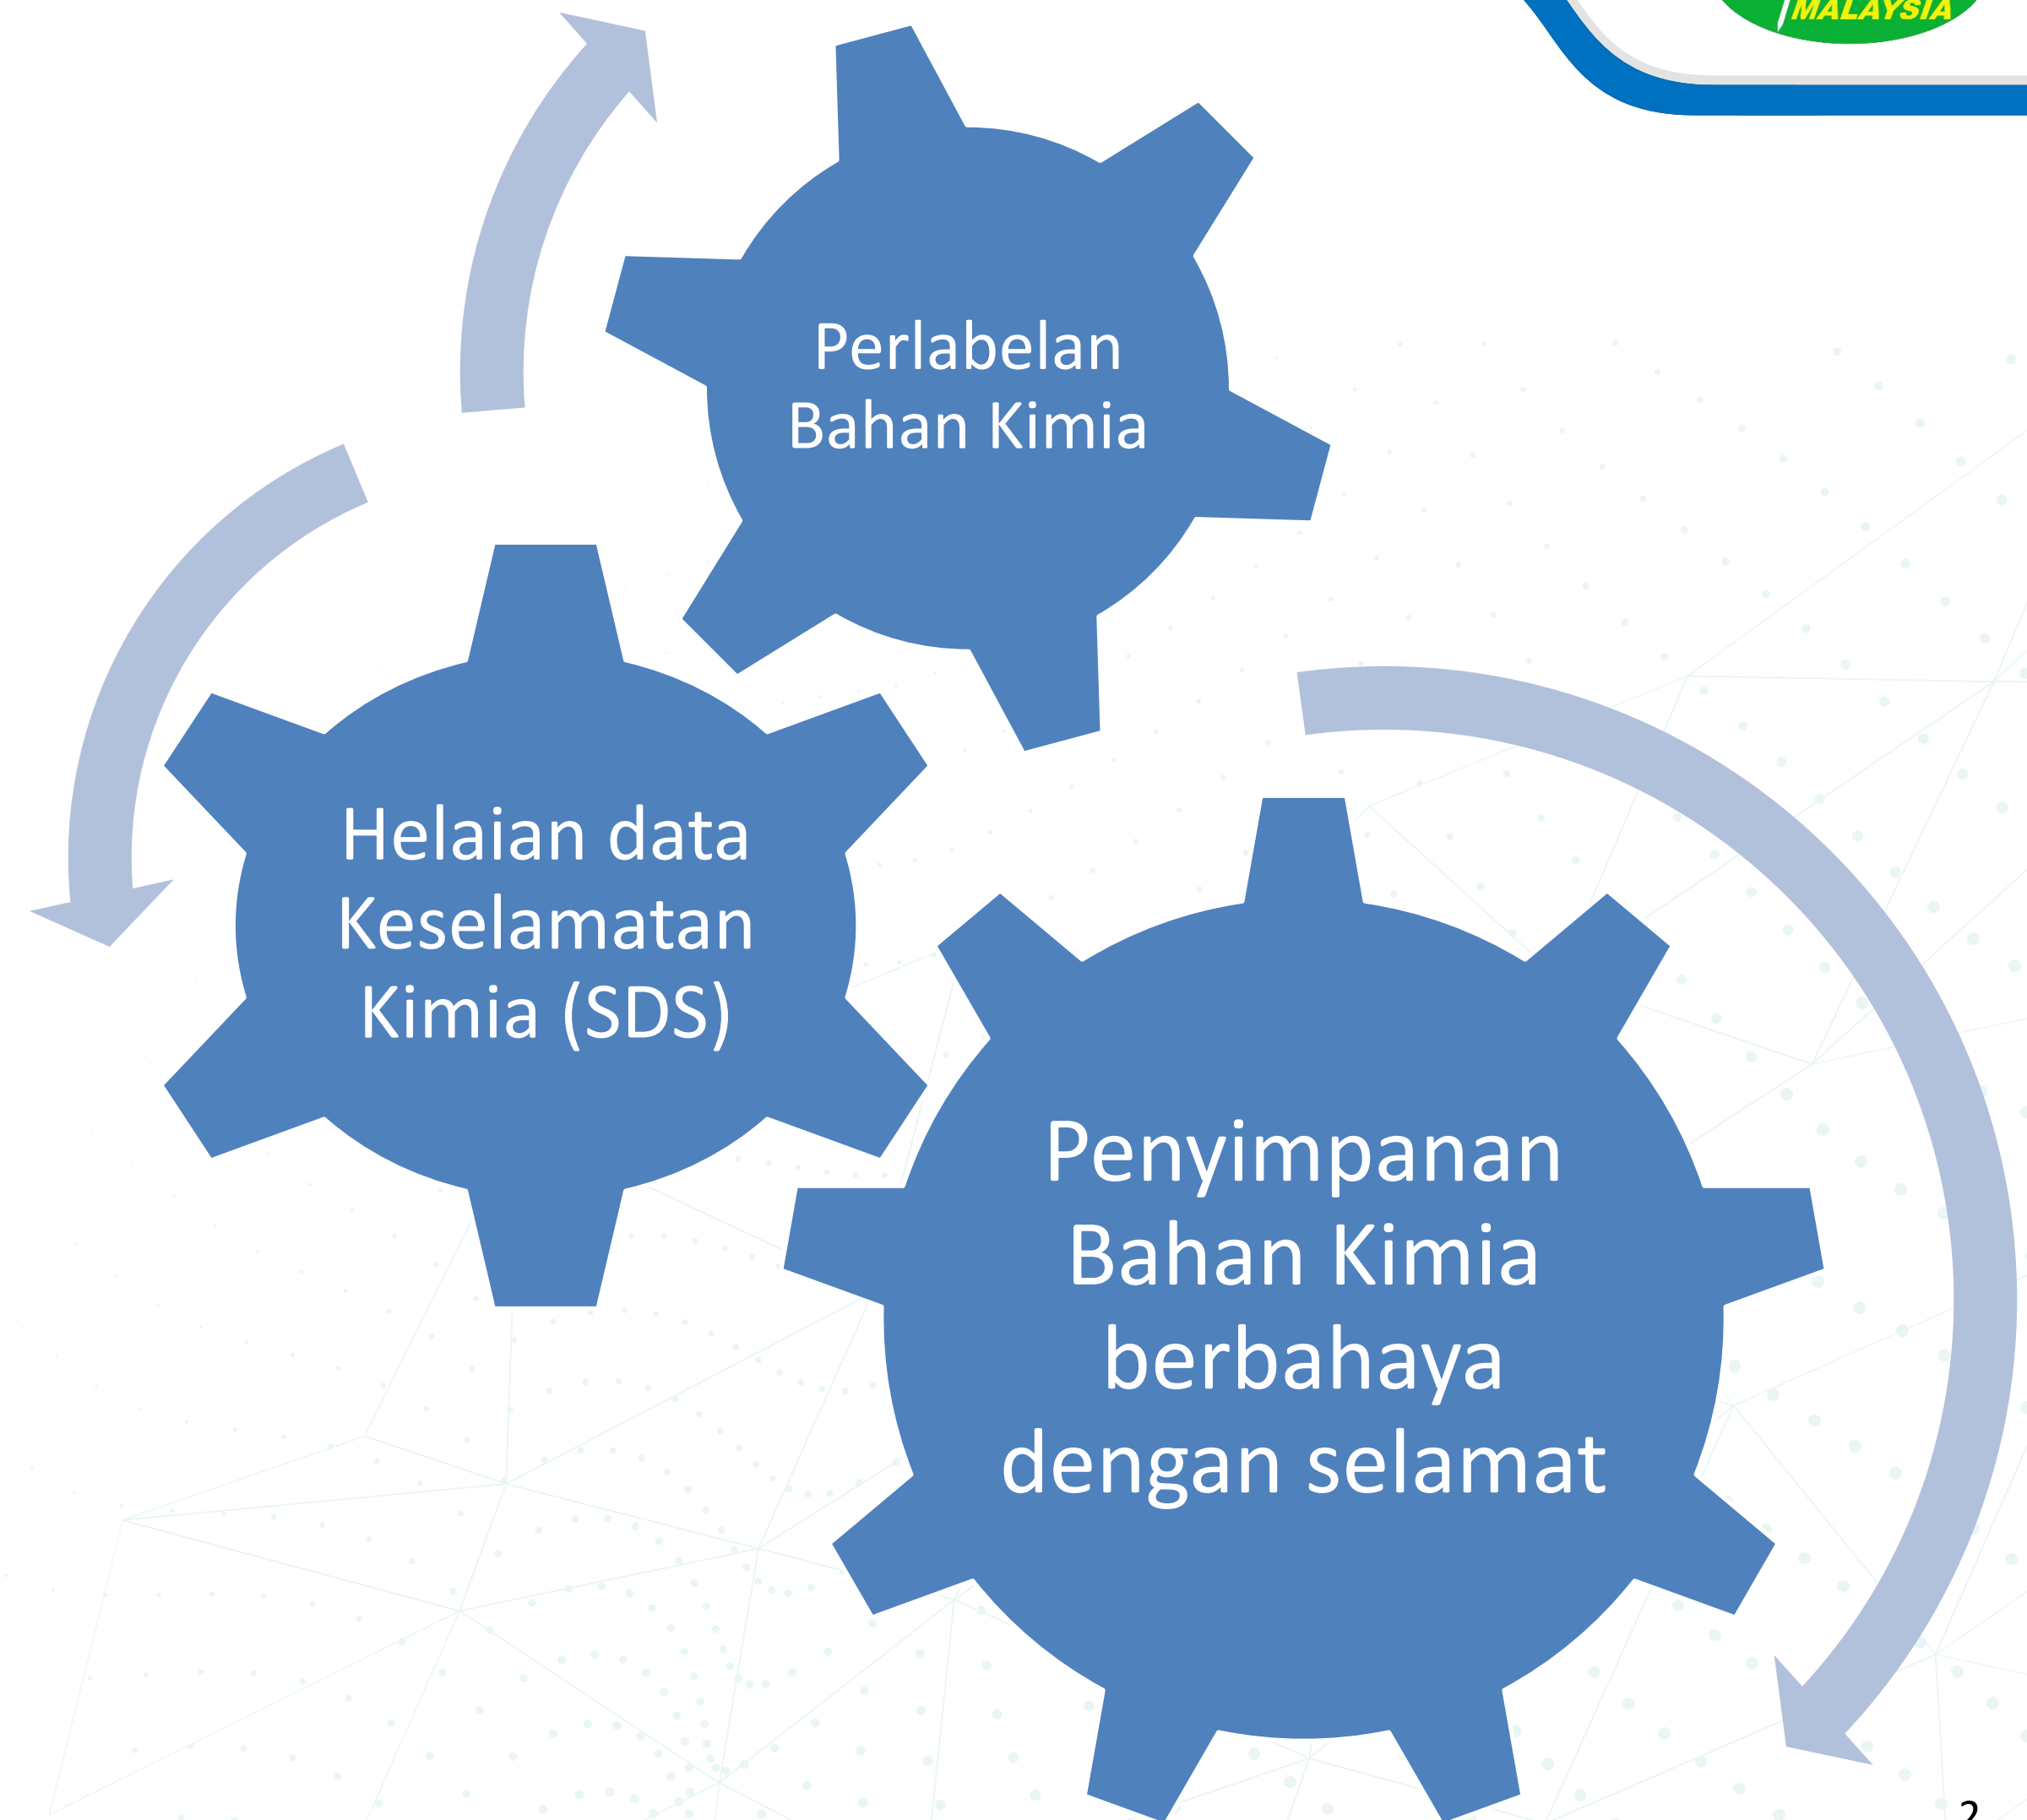 MALAYSIA
Perlabelan
Bahan Kimia
Helaian data
Keselamatan
Kimia (SDS)
Penyimpanan
Bahan Kimia
berbahaya
dengan selamat
2